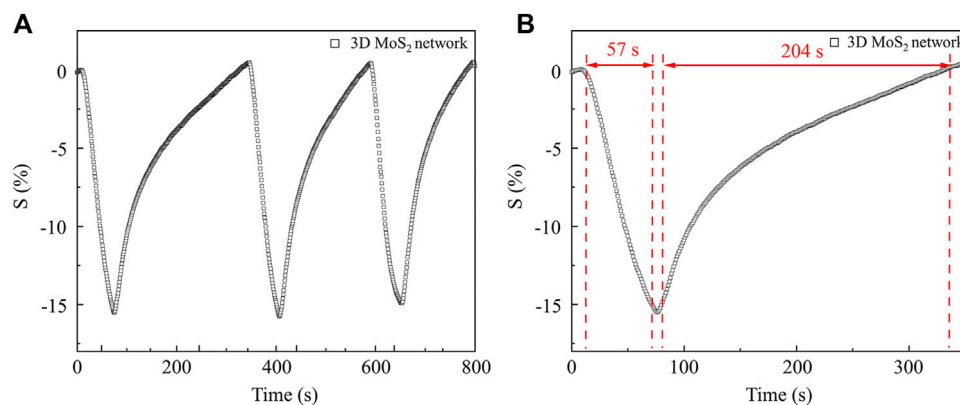 A
3D MoS₂ network
0
-5
-10
-15
S (%)
0 200 400 600 800
Time (s)
B
3D MoS₂ network
57 s 204 s
0
-5
-10
-15
S (%)
0 100 200 300
Time (s)